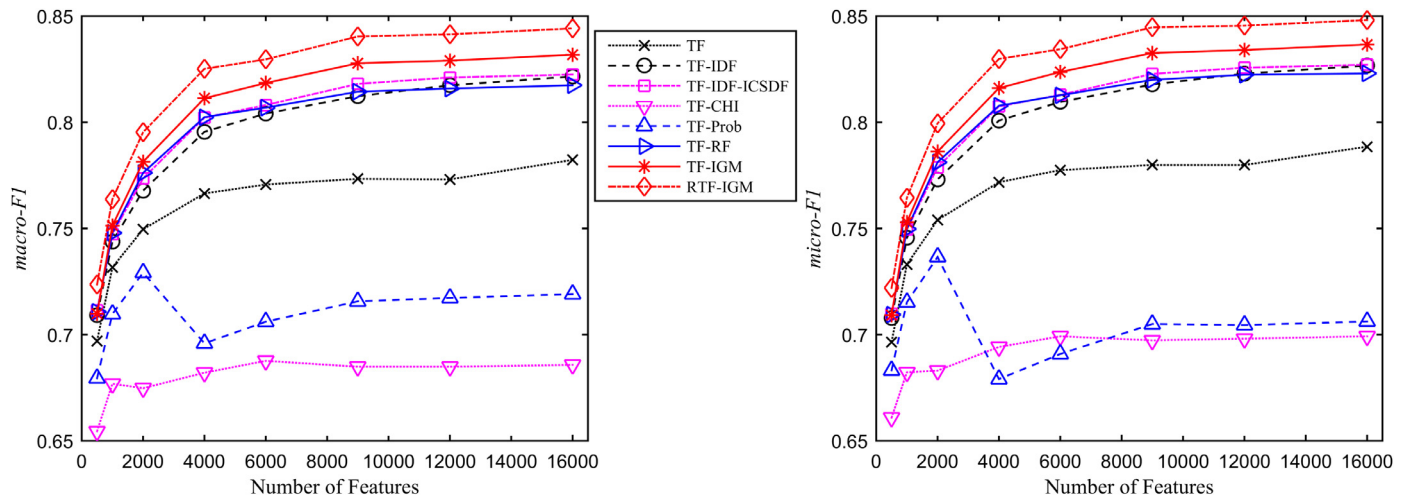 0.85
0.8
0.75
0.7
0.65
macro-F1
0 2000 4000 6000 8000 10000 12000 14000 16000
Number of Features
TF
TF-IDF
TF-IDF-ICSDF
TF-CHI
TF-Prob
TF-RF
TF-IGM
RTF-IGM
0.85
0.8
0.75
0.7
0.65
micro-F1
0 2000 4000 6000 8000 10000 12000 14000 16000
Number of Features